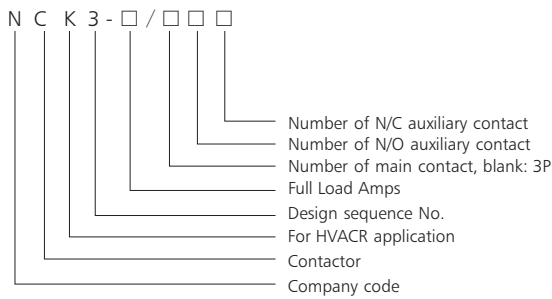 N C K 3 - □ / □ □ □
Number of N/C auxiliary contact
Number of N/O auxiliary contact
Number of main contact, blank: 3P
Full Load Amps
Design sequence No.
For HVACR application
Contactor
Company code